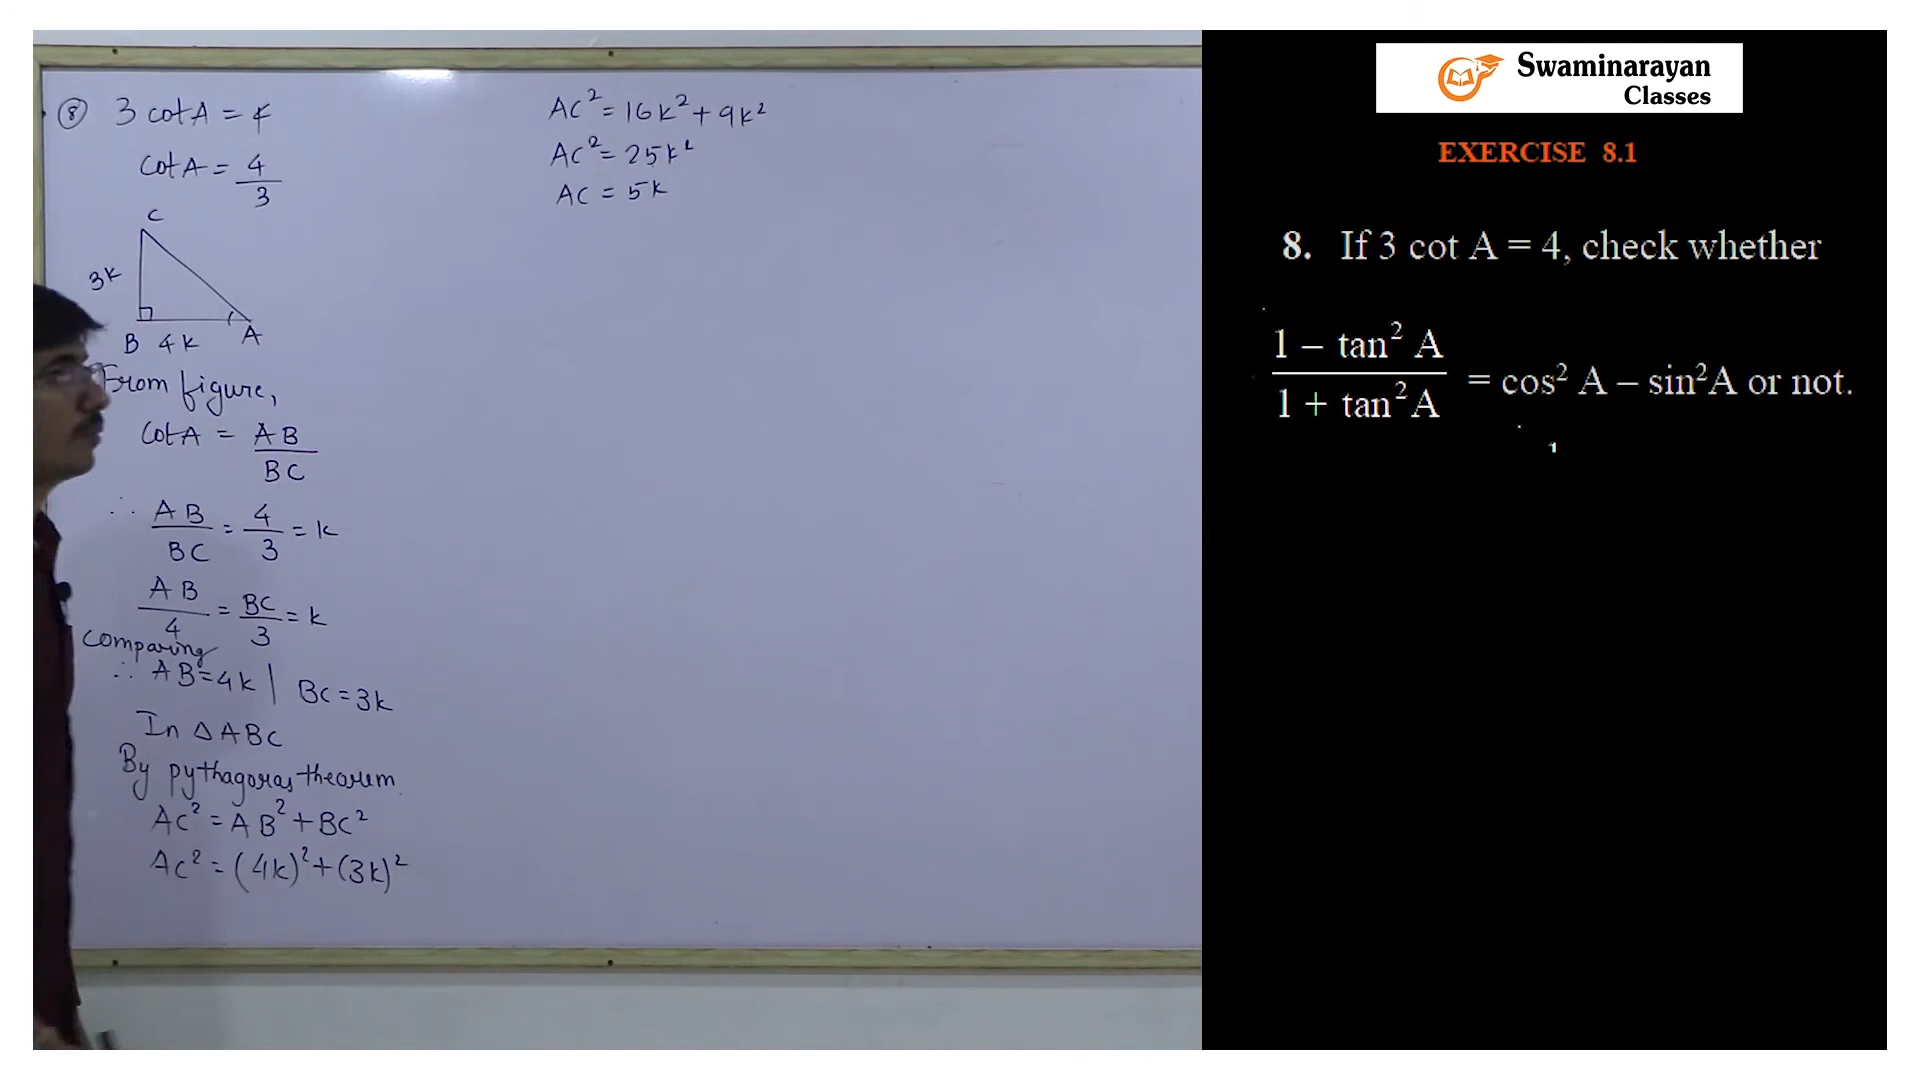 ⑧ 3 cotA = 4
cotA = 4/3
C
3k
B 4k A
From figure,
cotA = AB/BC
∴ AB/BC = 4/3 = k
AB/4 = BC/3 = k
comparing
∴ AB=4k | BC=3k
In △ABC
By pythagoras theorem.
AC² = AB² + BC²
AC² = (4k)² + (3k)²
AC² = 16k² + 9k²
AC² = 25k²
AC = 5k
Swaminarayan
Classes
EXERCISE 8.1
8. If 3 cot A = 4, check whether
1 – tan² A / 1 + tan² A = cos² A – sin²A or not.